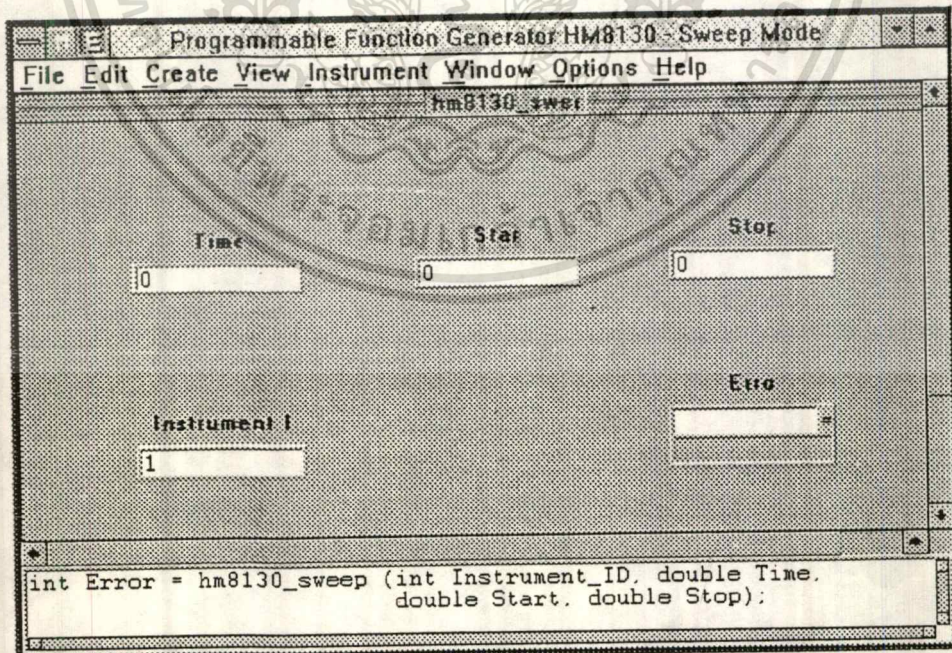 Programmable Function Generator HM8130 - Sweep Mode
File Edit Create View Instrument Window Options Help
hm8130_swee
Time
Star
Stop
0
0
0
Instrument I
Erro
1
int Error = hm8130_sweep (int Instrument_ID, double Time,
double Start, double Stop);